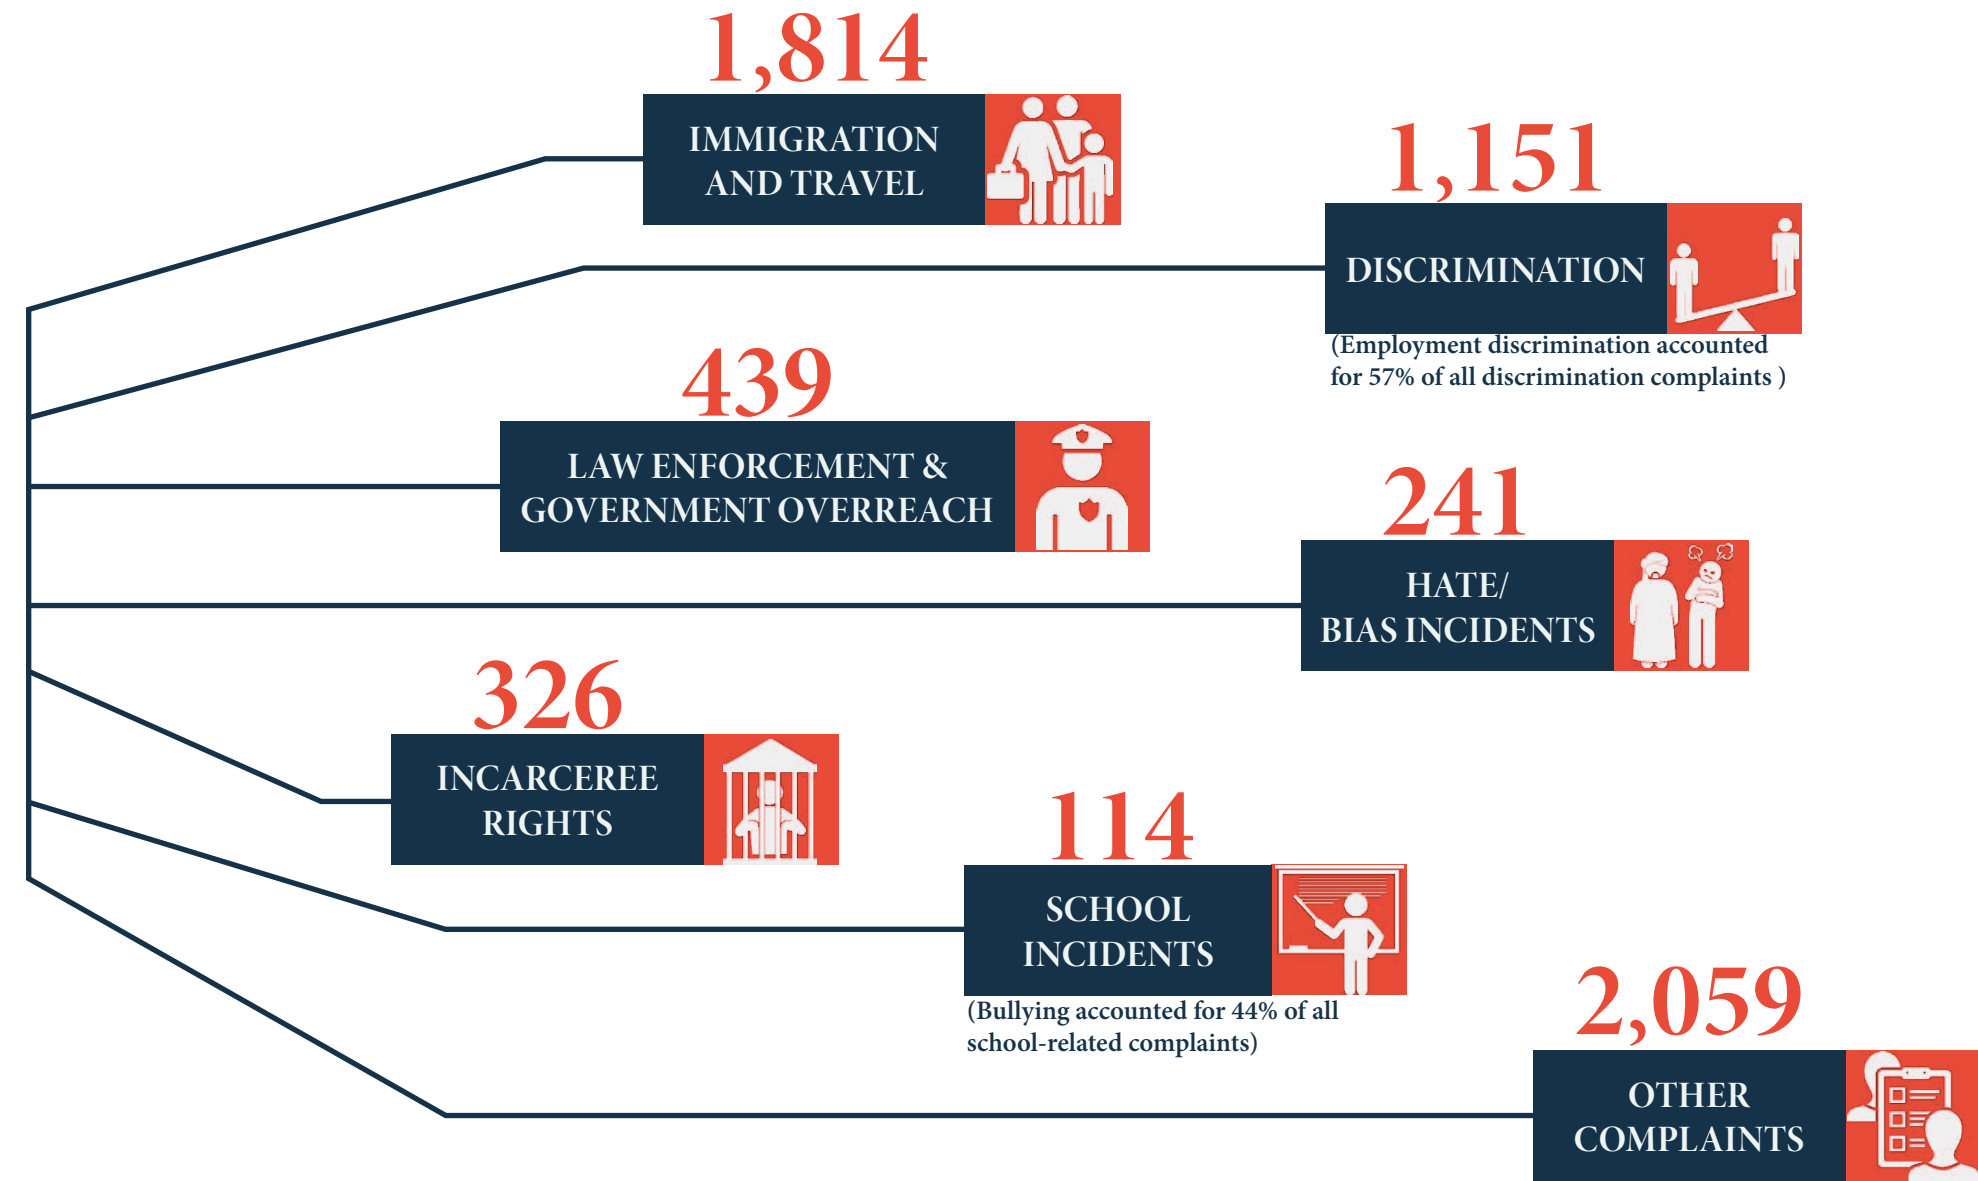 1,814
IMMIGRATION
AND TRAVEL
1,151
DISCRIMINATION
(Employment discrimination accounted
for 57% of all discrimination complaints )
439
LAW ENFORCEMENT &
GOVERNMENT OVERREACH
241
HATE/
BIAS INCIDENTS
326
INCARCEREE
RIGHTS
114
SCHOOL
INCIDENTS
(Bullying accounted for 44% of all
school-related complaints)
2,059
OTHER
COMPLAINTS